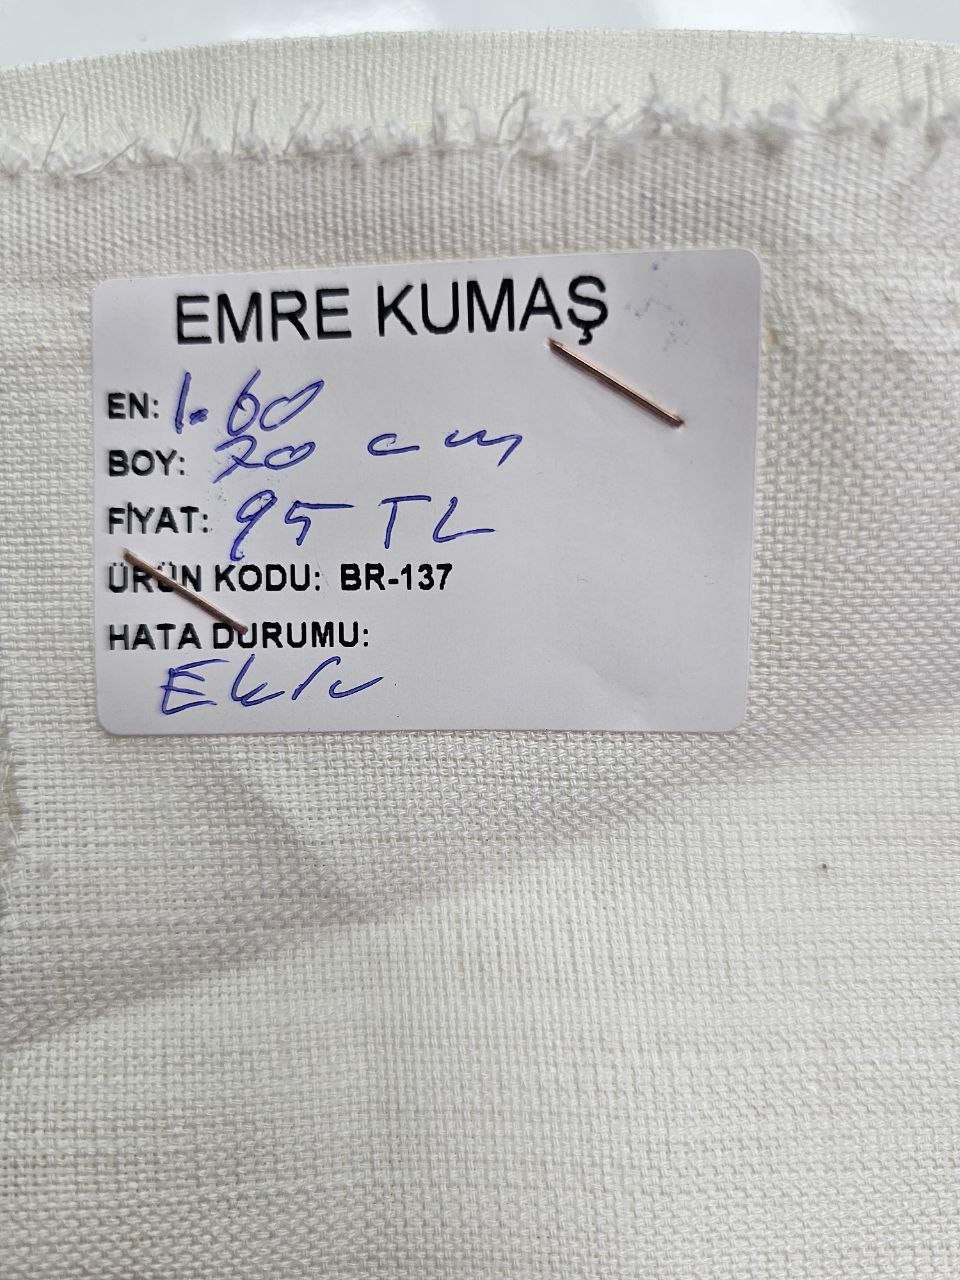 EMRE KUMAŞ
EN: 1.60
BOY: 70 cm
FİYAT: 95 TL
ÜRÜN KODU: BR-137
HATA DURUMU:
Ekru